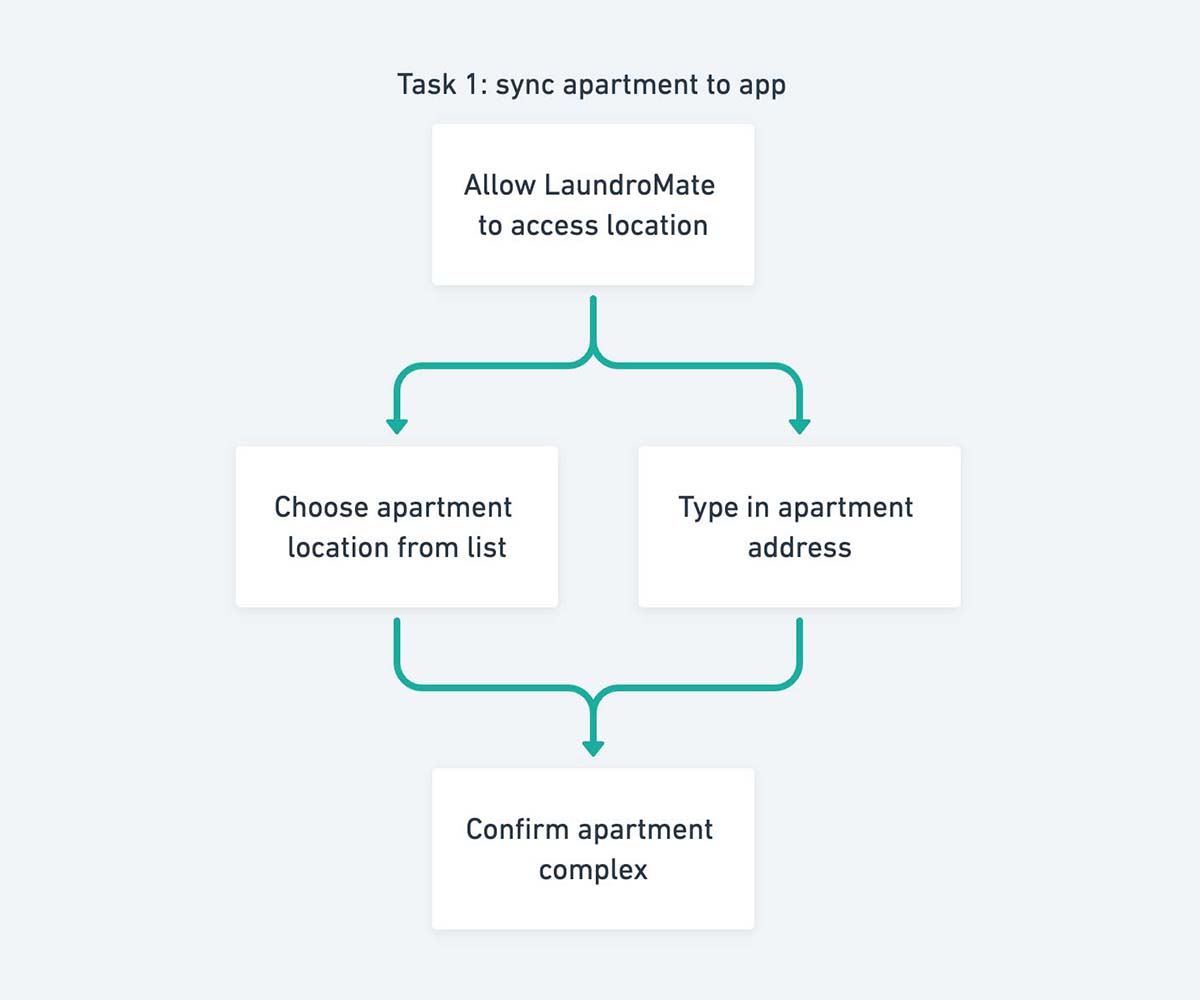 Task 1: sync apartment to app
Allow LaundroMate
to access location
Choose apartment
location from list
Type in apartment
address
Confirm apartment
complex